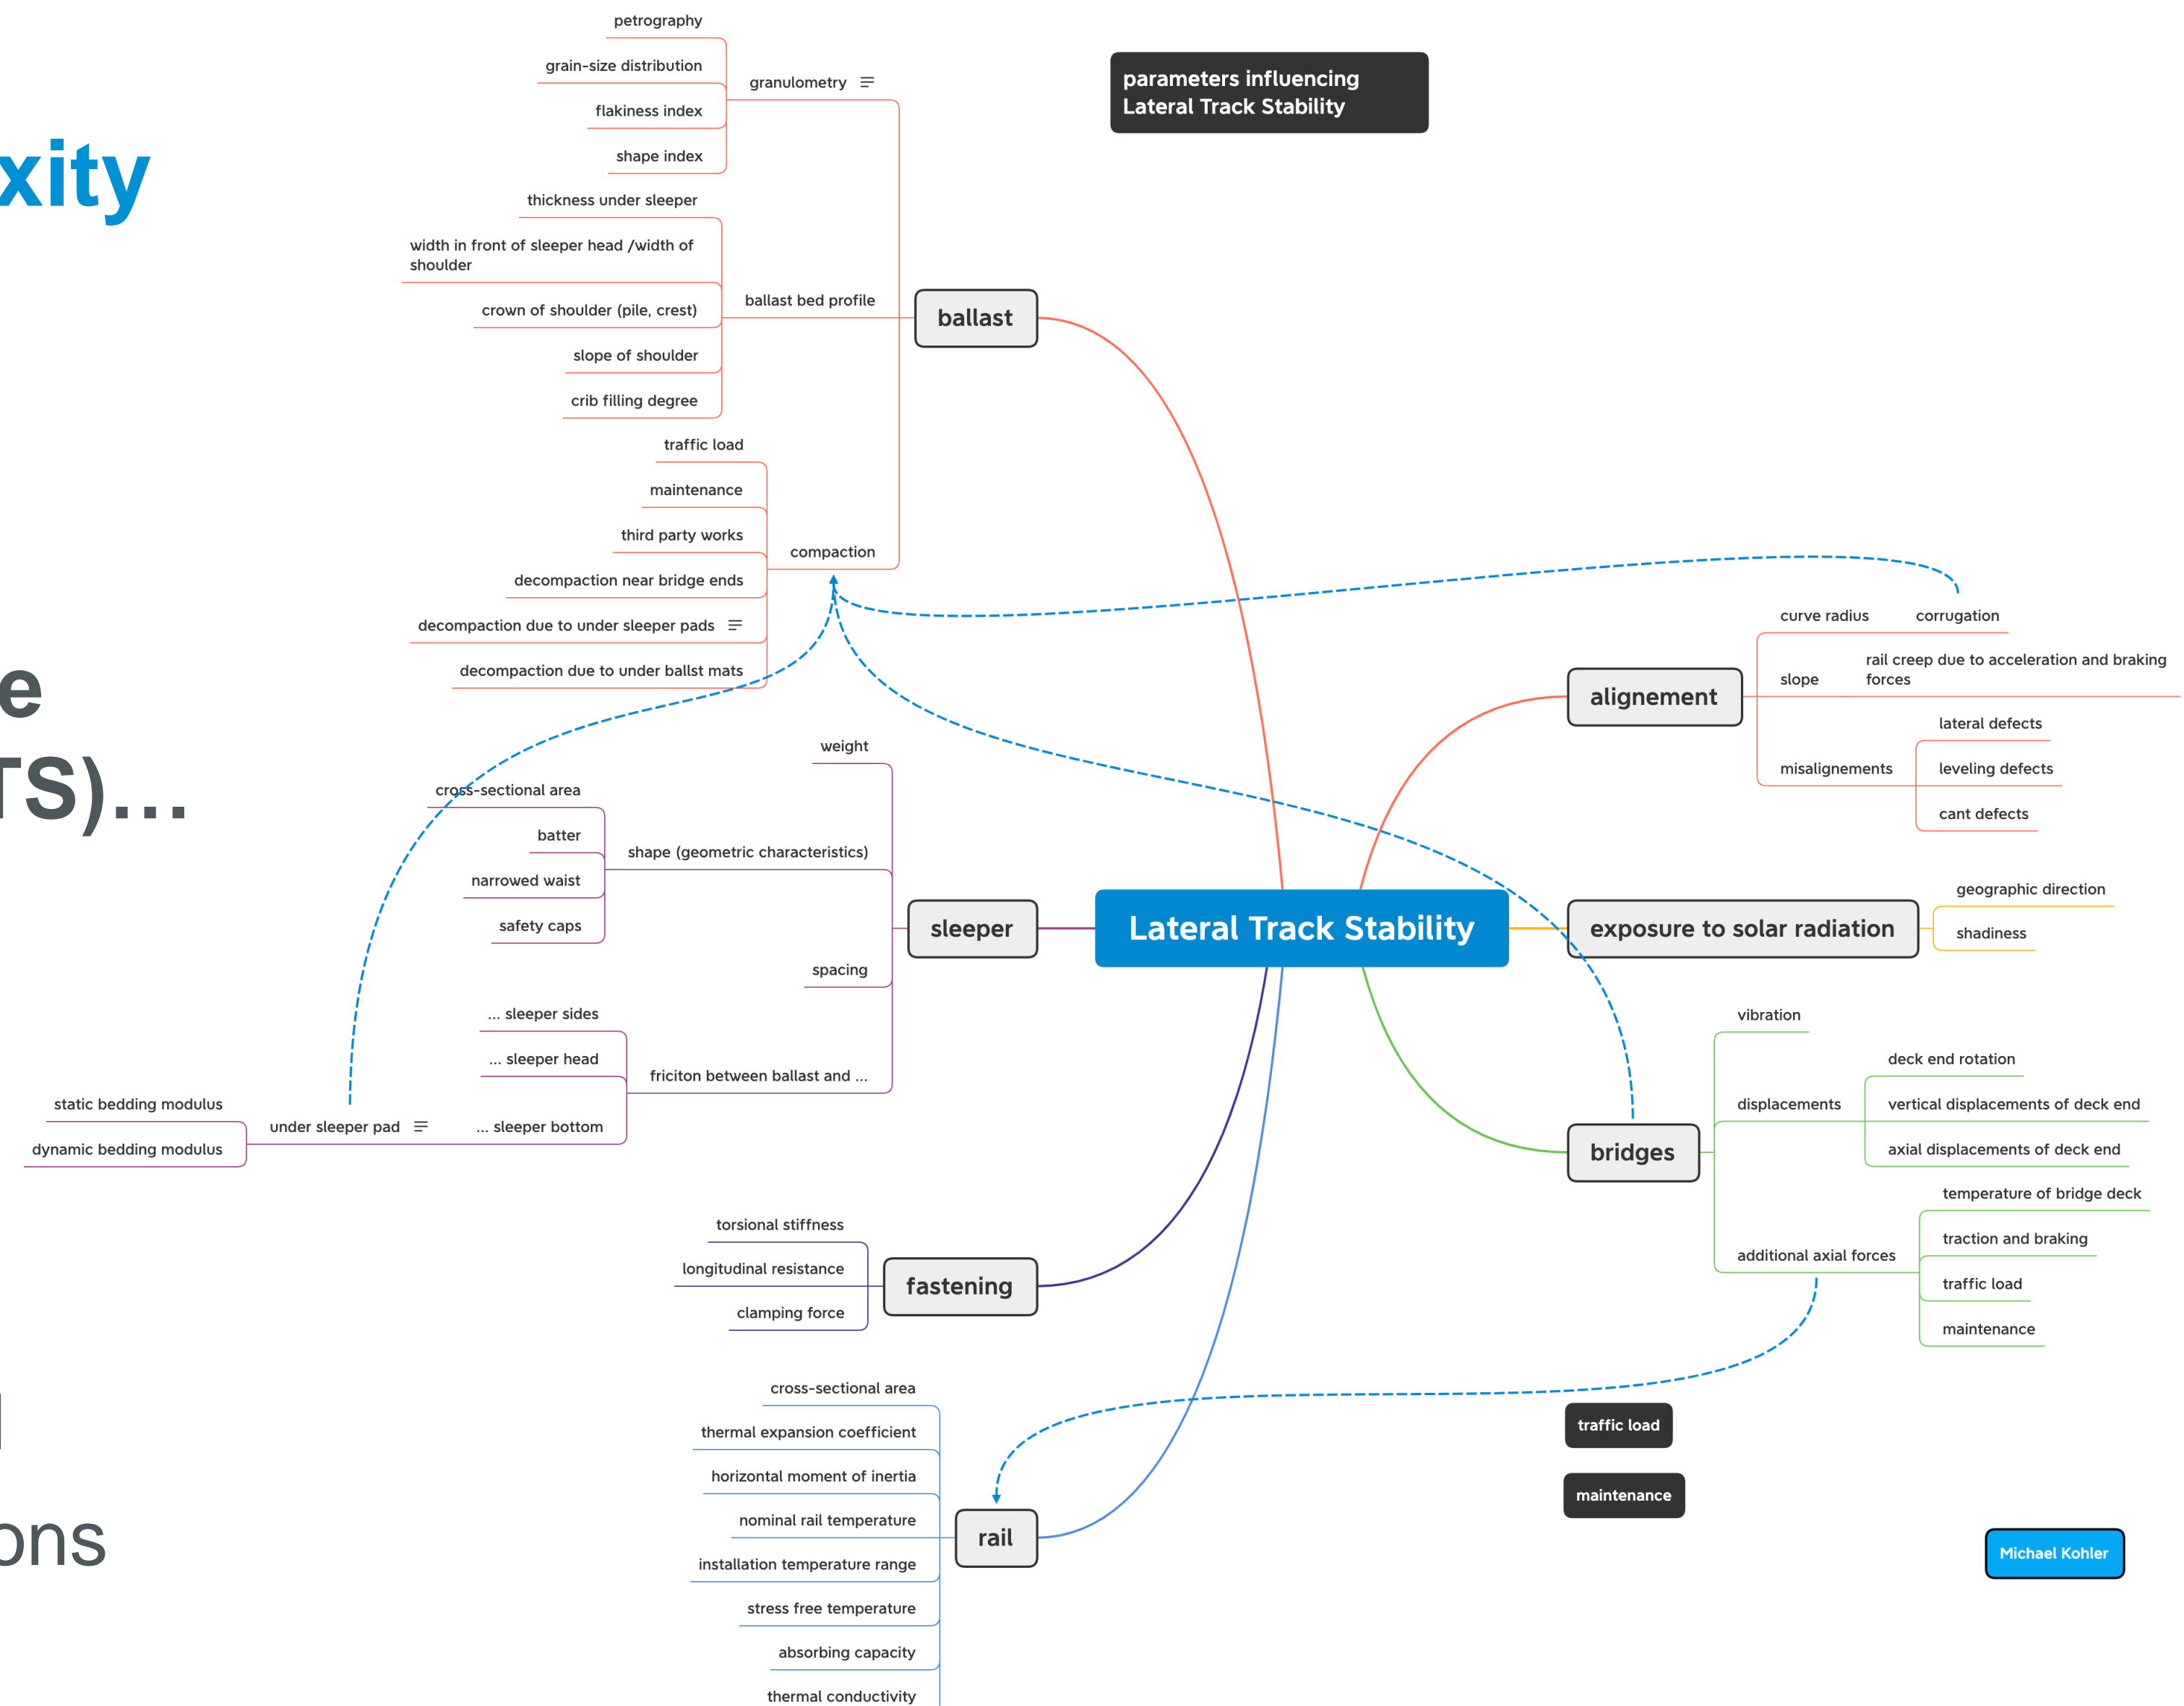 xity
e
TS)...
ons
parameters influencing
Lateral Track Stability
petrography
grain-size distribution
flakiness index
shape index
granulometry
thickness under sleeper
width in front of sleeper head /width of
shoulder
crown of shoulder (pile, crest)
slope of shoulder
crib filling degree
ballast bed profile
ballast
traffic load
maintenance
third party works
decompaction near bridge ends
decompaction due to under sleeper pads
decompaction due to under ballst mats
compaction
weight
cross-sectional area
batter
narrowed waist
safety caps
shape (geometric characteristics)
sleeper
spacing
... sleeper sides
... sleeper head
... sleeper bottom
friciton between ballast and ...
under sleeper pad
static bedding modulus
dynamic bedding modulus
torsional stiffness
longitudinal resistance
clamping force
fastening
cross-sectional area
thermal expansion coefficient
horizontal moment of inertia
nominal rail temperature
installation temperature range
stress free temperature
absorbing capacity
thermal conductivity
rail
Lateral Track Stability
alignement
curve radius
corrugation
slope
rail creep due to acceleration and braking
forces
misalignements
lateral defects
leveling defects
cant defects
exposure to solar radiation
geographic direction
shadiness
bridges
vibration
displacements
deck end rotation
vertical displacements of deck end
axial displacements of deck end
additional axial forces
temperature of bridge deck
traction and braking
traffic load
maintenance
traffic load
maintenance
Michael Kohler